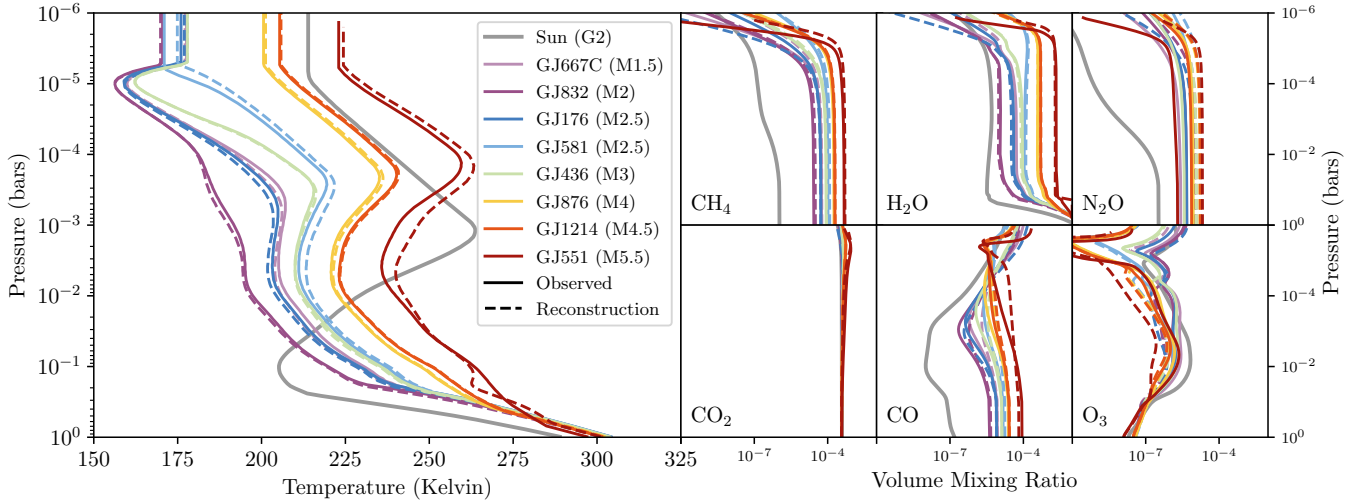 10⁻⁶
10⁻⁵
10⁻⁴
10⁻³
10⁻²
10⁻¹
10⁰
Pressure (bars)
150
175
200
225
250
275
300
325
Temperature (Kelvin)
Sun (G2)
GJ667C (M1.5)
GJ832 (M2)
GJ176 (M2.5)
GJ581 (M2.5)
GJ436 (M3)
GJ876 (M4)
GJ1214 (M4.5)
GJ551 (M5.5)
Observed
Reconstruction
CH₄
H₂O
N₂O
CO₂
CO
O₃
10⁻⁶
10⁻⁴
10⁻²
10⁰
10⁻⁴
10⁻²
10⁰
Pressure (bars)
10⁻⁷
10⁻⁴
10⁻⁷
10⁻⁴
10⁻⁷
10⁻⁴
Volume Mixing Ratio